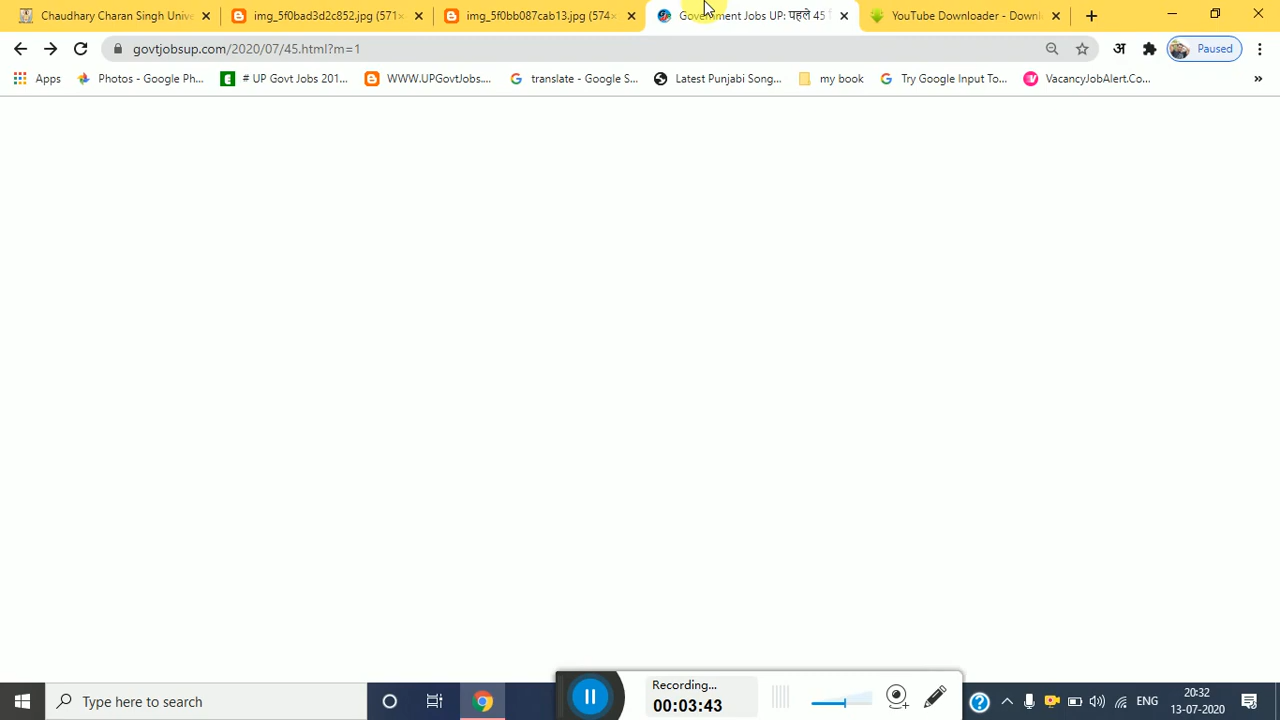 Chaudhary Charan Singh Unive
img_5f0bad3d2c852.jpg (571×
img_5f0bb087cab13.jpg (574×
Government Jobs UP: पहले 45
YouTube Downloader - Downl
govtjobsup.com/2020/07/45.html?m=1
अ
Paused
Apps
Photos - Google Ph...
# UP Govt Jobs 201...
WWW.UPGovtJobs....
translate - Google S...
Latest Punjabi Song...
my book
Try Google Input To...
VacancyJobAlert.Co...
»
Recording...
00:03:43
Type here to search
ENG
20:32
13-07-2020